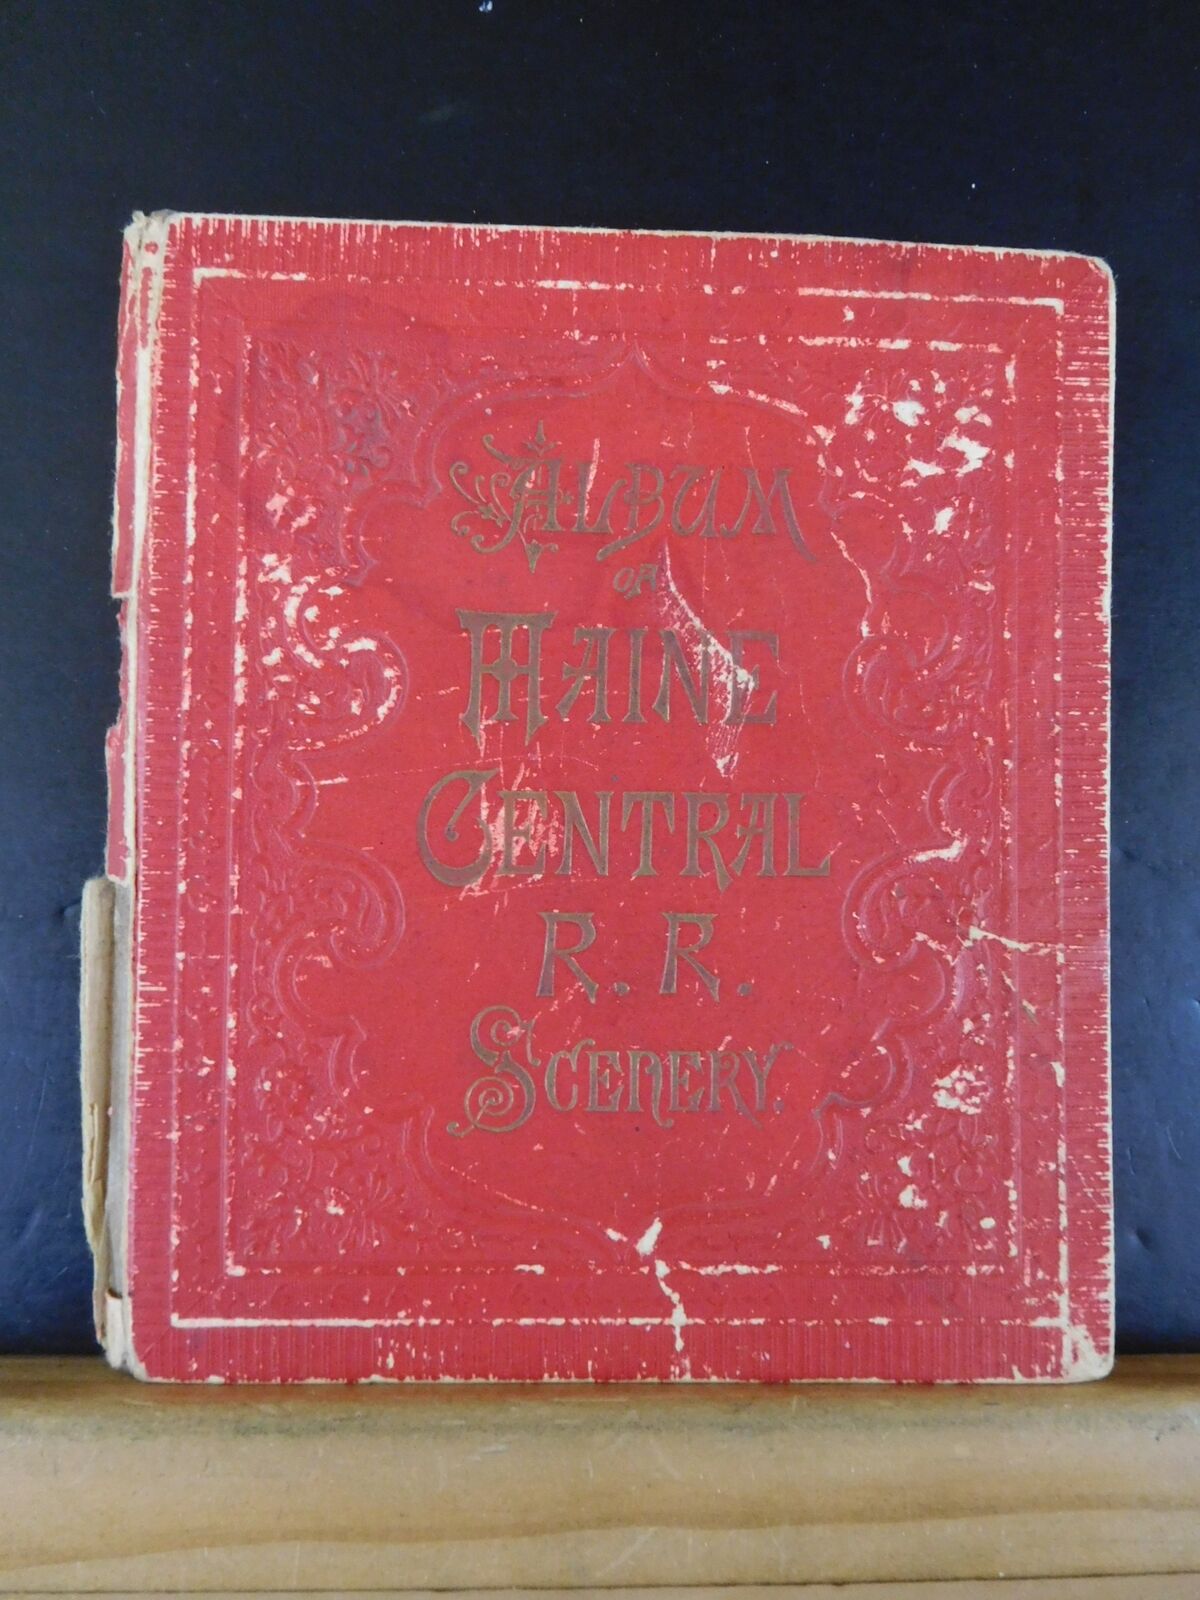 ALBUM
OF
MAINE
CENTRAL
R. R.
SCENERY.